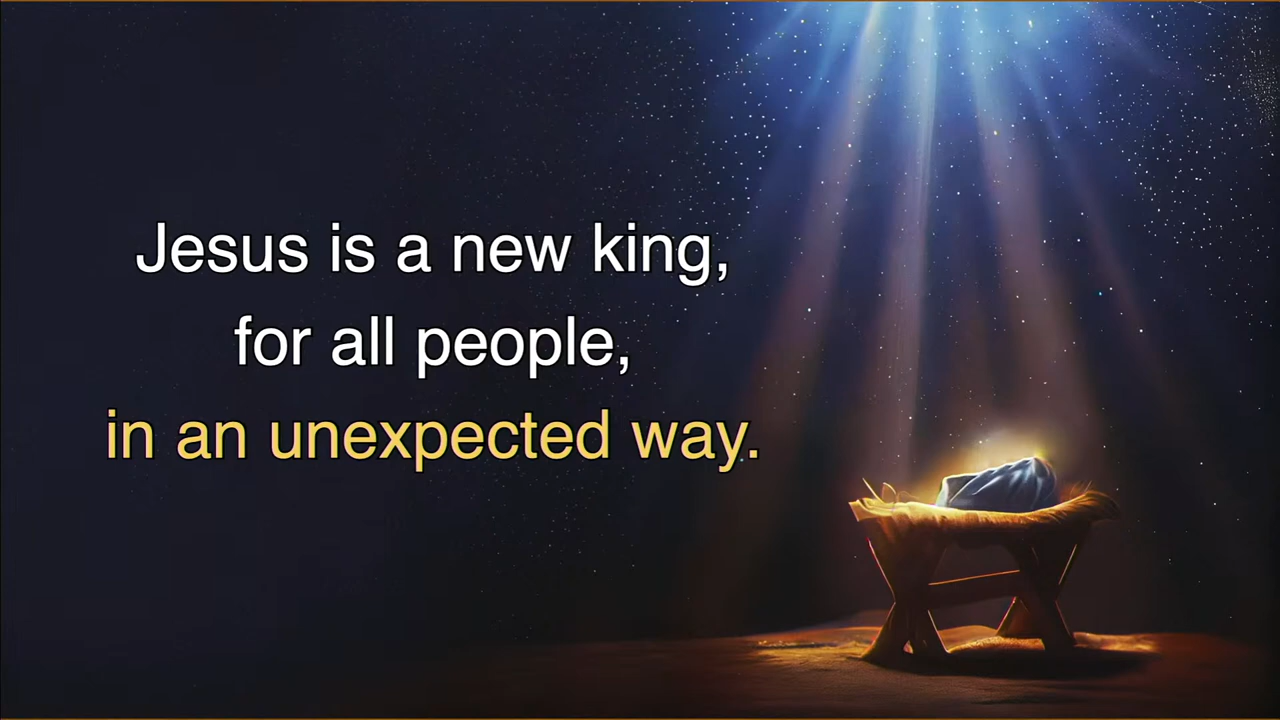 Jesus is a new king,
for all people,
in an unexpected way.